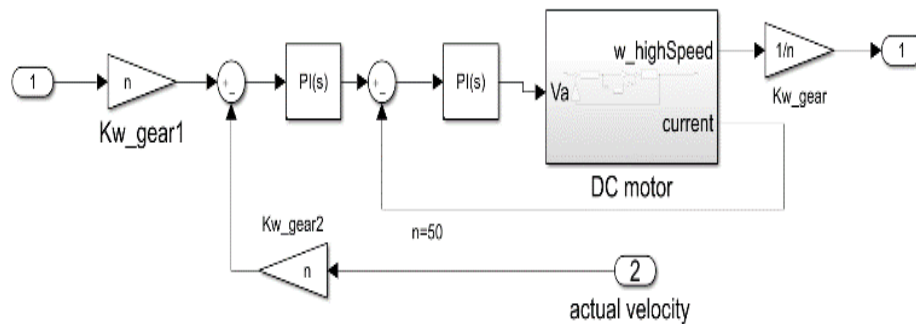 1
n
Kw_gear1
+
-
PI(s)
+
-
PI(s)
Va
w_highSpeed
current
DC motor
1/n
Kw_gear
1
Kw_gear2
n
n=50
2
actual velocity